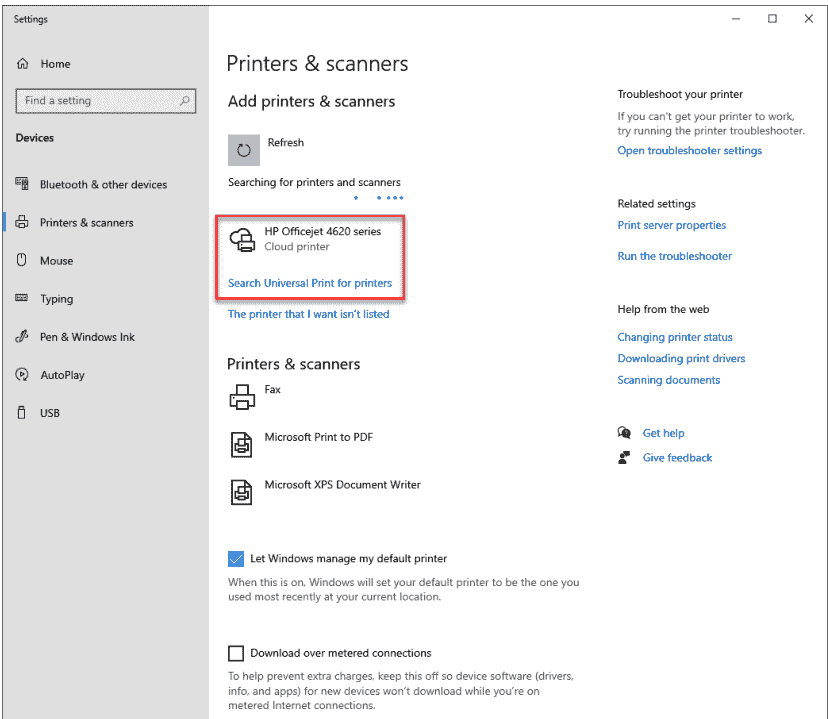 Settings
Home
Find a setting
Devices
Bluetooth & other devices
Printers & scanners
Mouse
Typing
Pen & Windows Ink
AutoPlay
USB
Printers & scanners
Add printers & scanners
Refresh
Searching for printers and scanners
HP Officejet 4620 series
Cloud printer
Search Universal Print for printers
The printer that I want isn't listed
Printers & scanners
Fax
Microsoft Print to PDF
Microsoft XPS Document Writer
Let Windows manage my default printer
When this is on, Windows will set your default printer to be the one you
used most recently at your current location.
Download over metered connections
To help prevent extra charges, keep this off so device software (drivers,
info, and apps) for new devices won't download while you're on
metered Internet connections.
Troubleshoot your printer
If you can't get your printer to work,
try running the printer troubleshooter.
Open troubleshooter settings
Related settings
Print server properties
Run the troubleshooter
Help from the web
Changing printer status
Downloading print drivers
Scanning documents
Get help
Give feedback